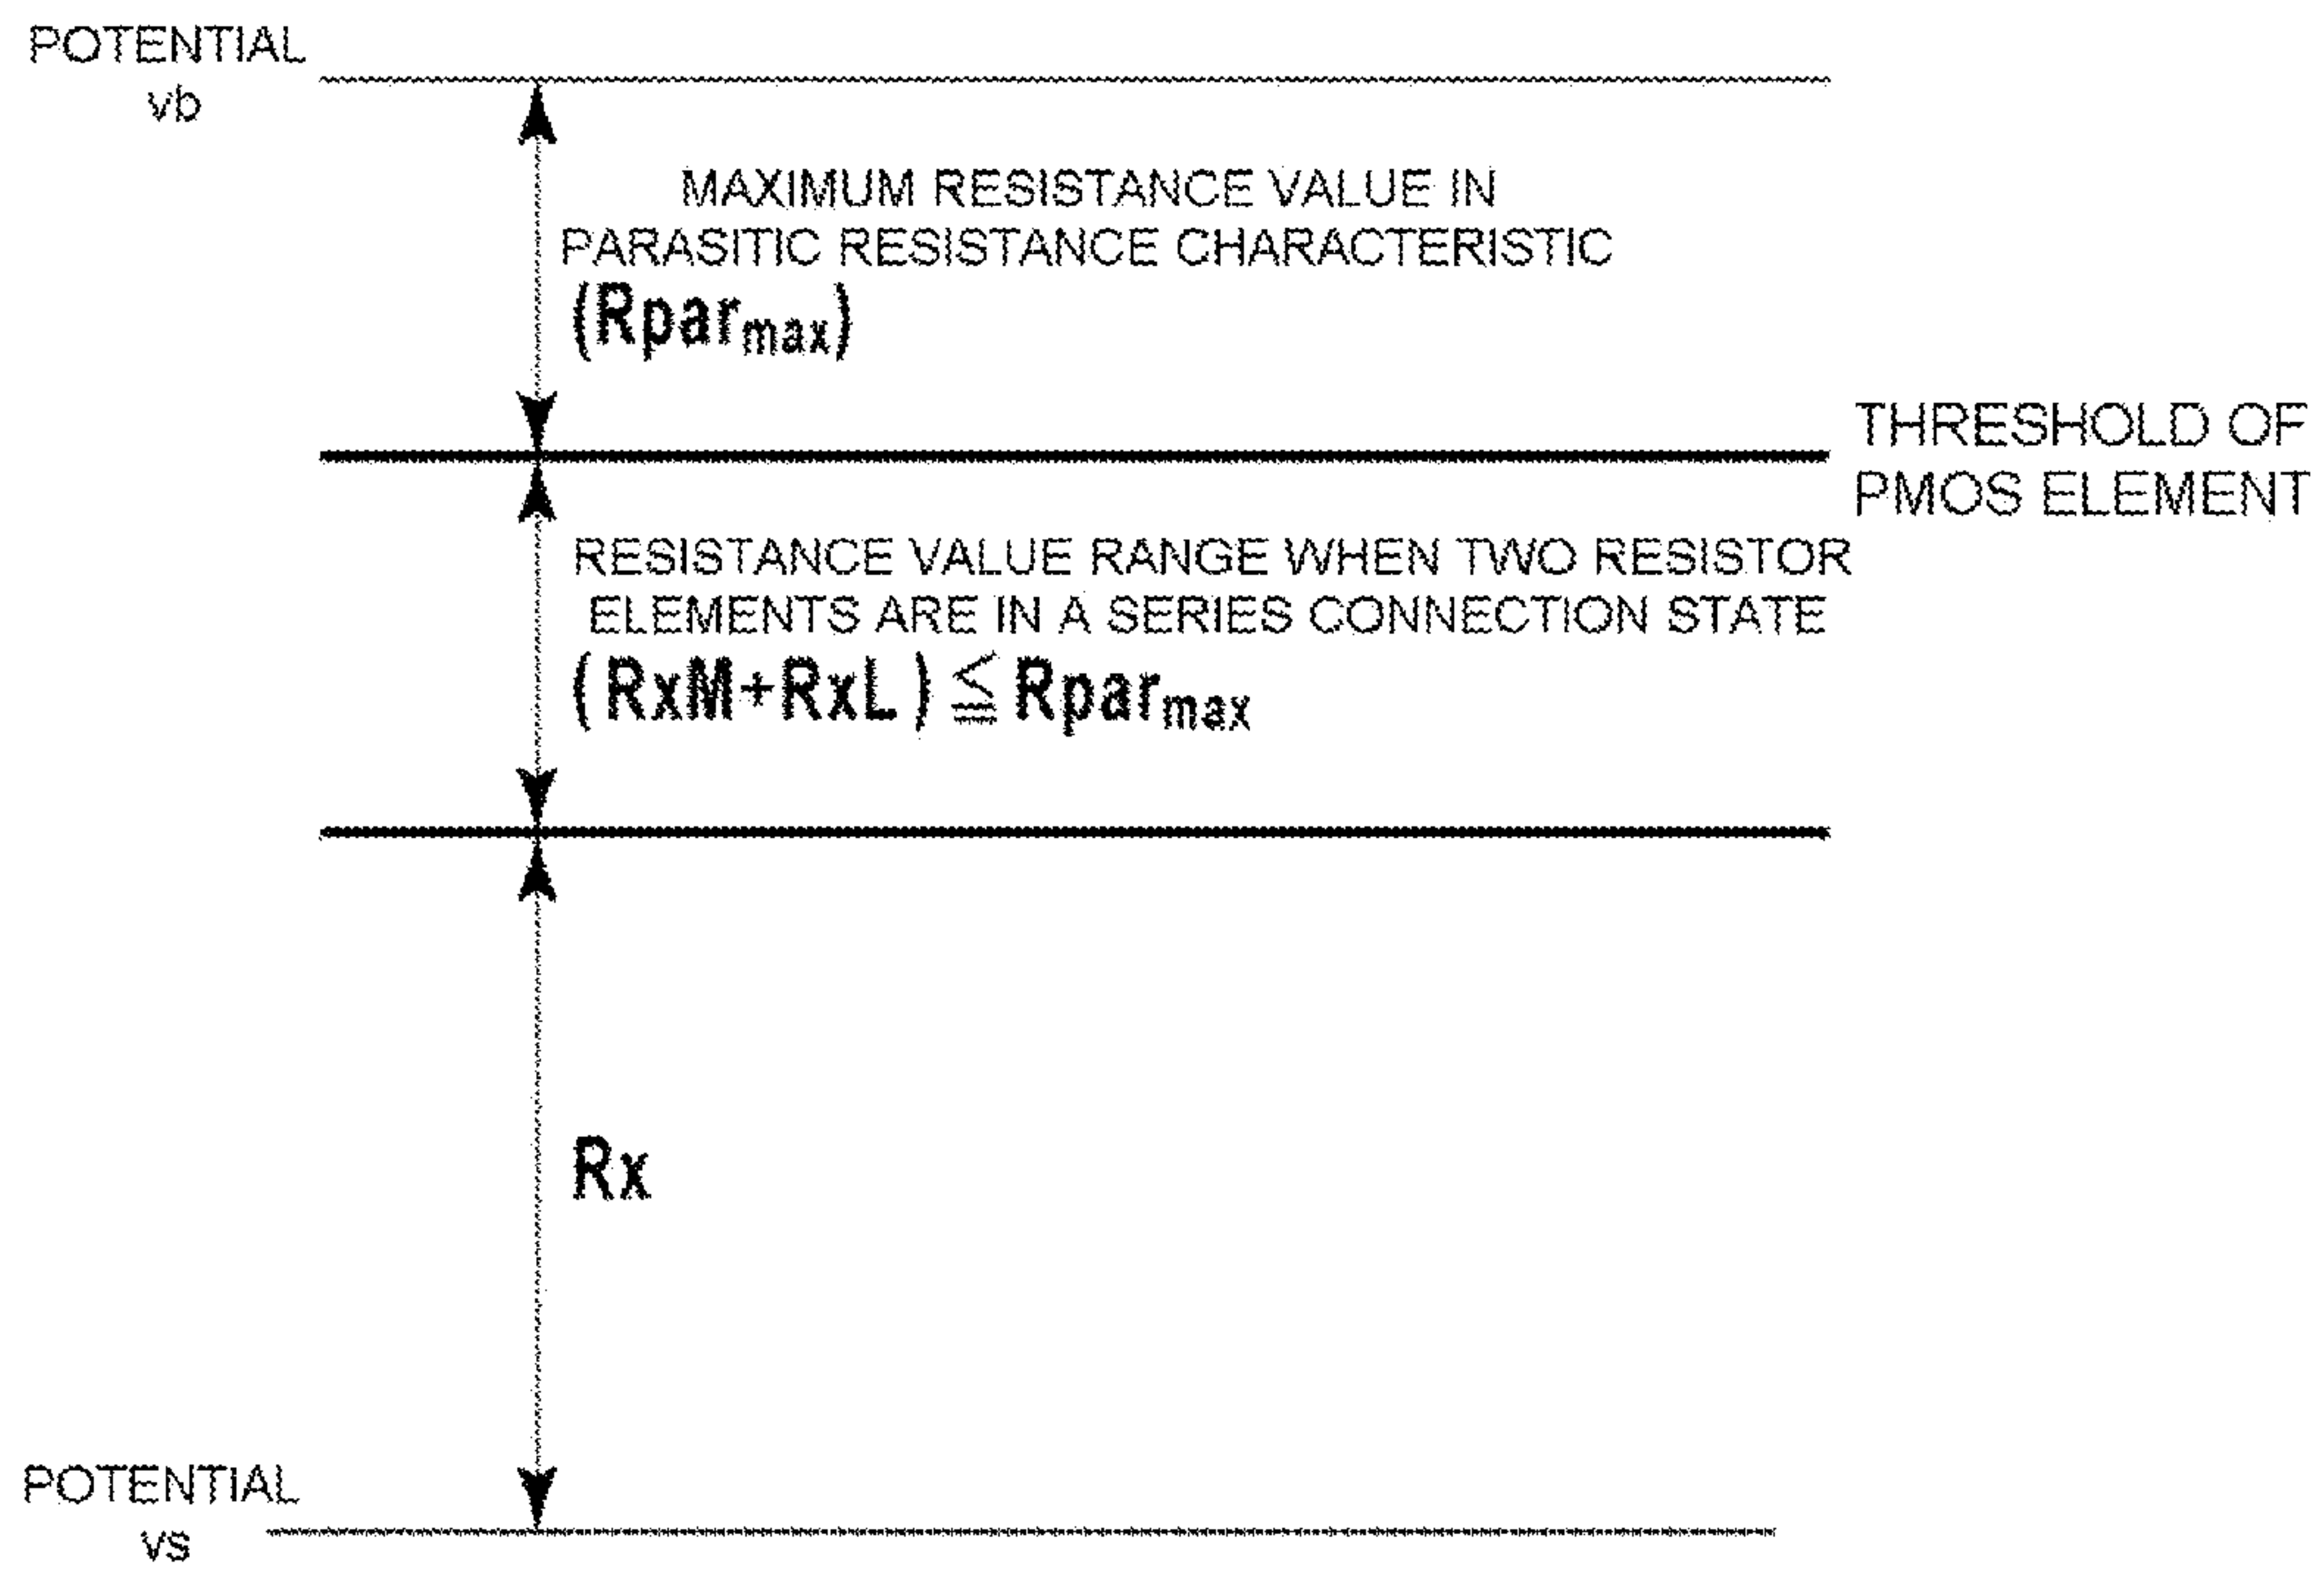 POTENTIAL
vb
MAXIMUM RESISTANCE VALUE IN
PARASITIC RESISTANCE CHARACTERISTIC
(Rparmax)
THRESHOLD OF
PMOS ELEMENT
RESISTANCE VALUE RANGE WHEN TWO RESISTOR
ELEMENTS ARE IN A SERIES CONNECTION STATE
(RxM+RxL)≦Rparmax
Rx
POTENTIAL
vs